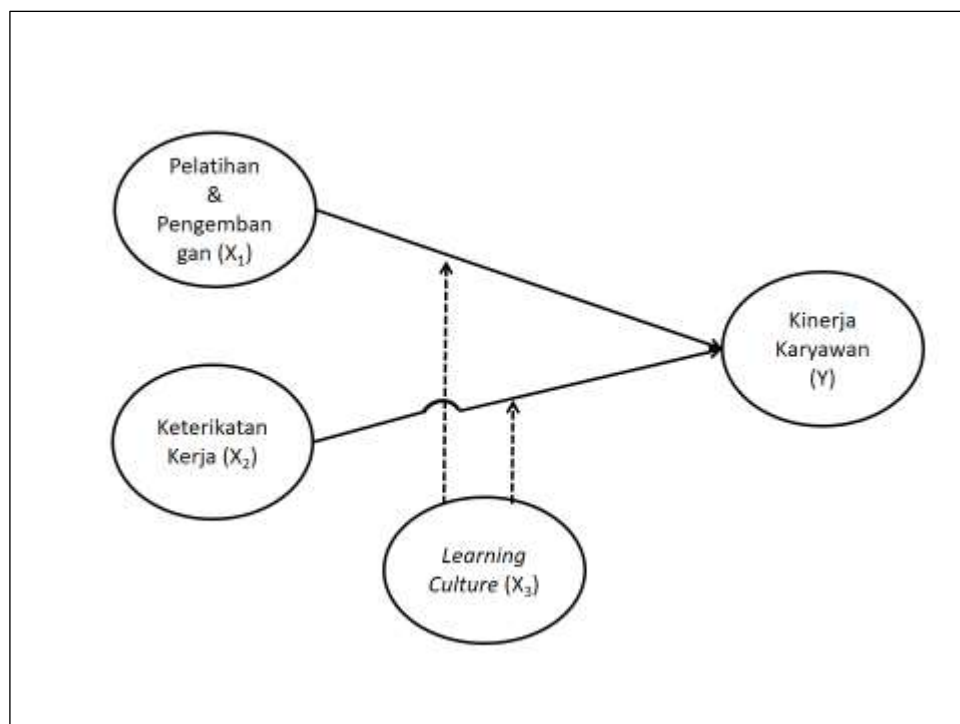 Pelatihan
&
Pengemban
gan (X₁)
Kinerja
Karyawan
(Y)
Keterikatan
Kerja (X₂)
Learning
Culture (X₃)